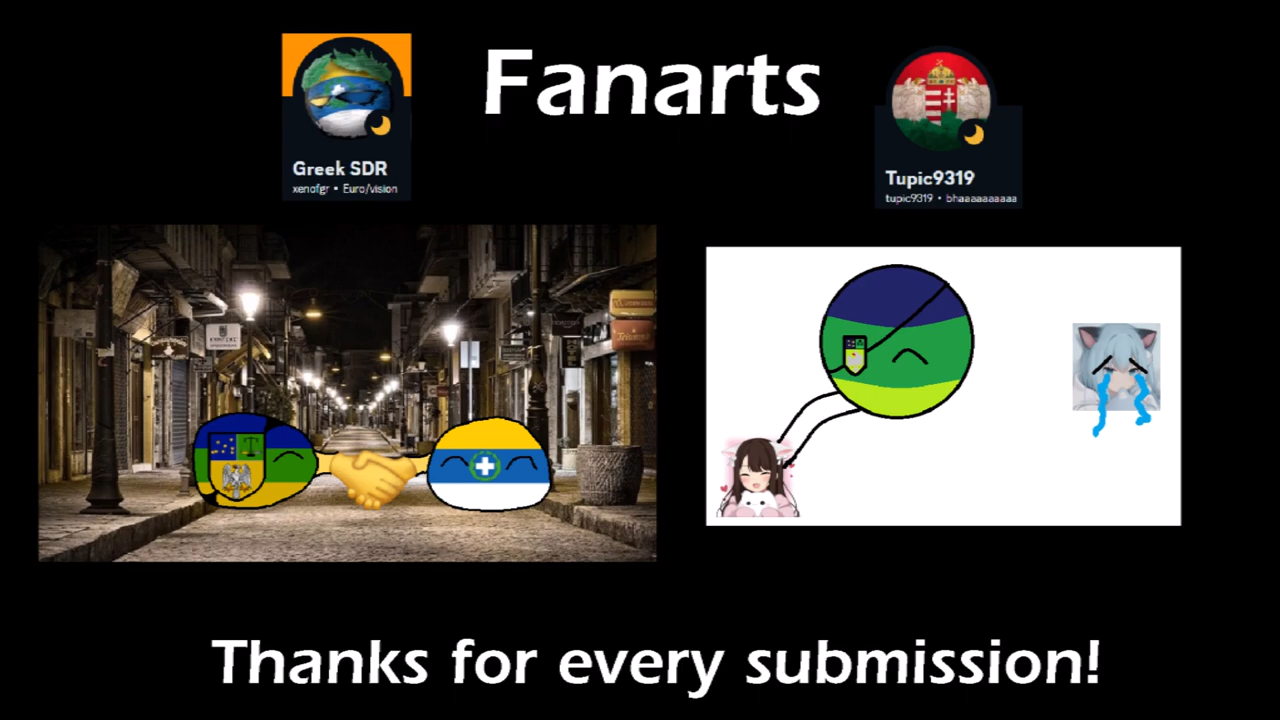 Fanarts
Greek SDR
xenofgr • Euro/vision
Tupic9319
tupic9319 • bhaaaaaaaaaa
Thanks for every submission!